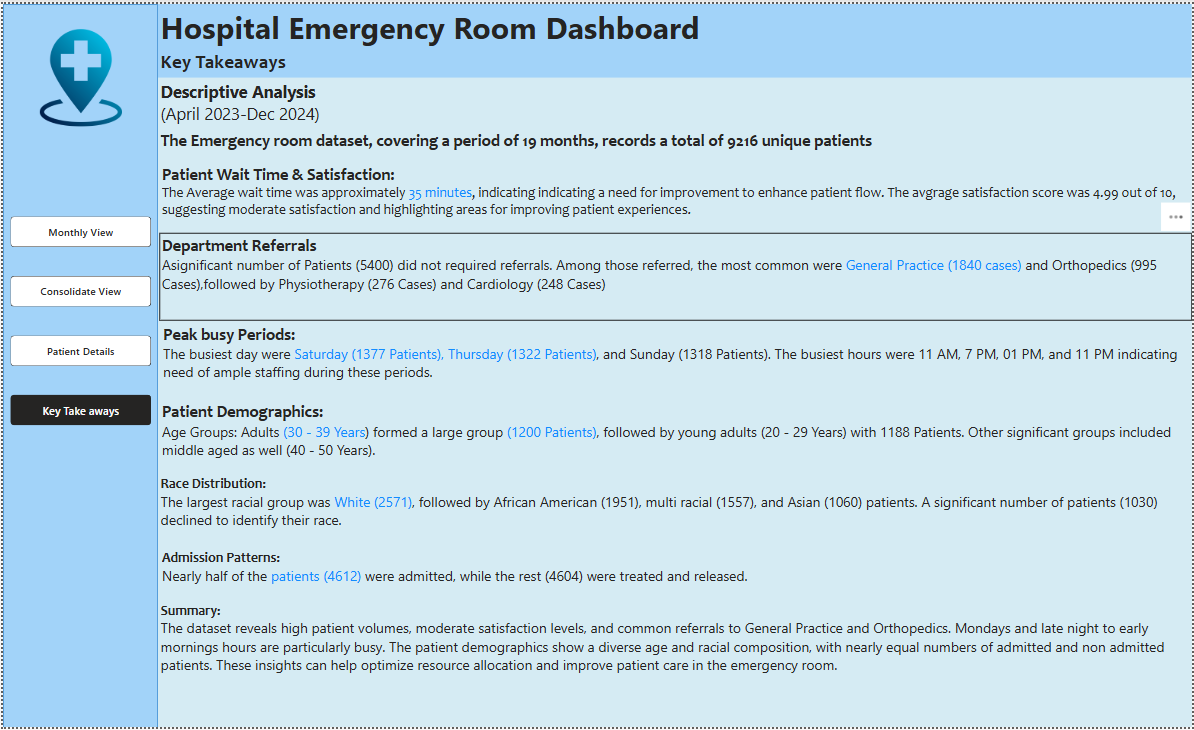 Hospital Emergency Room Dashboard
Key Takeaways
Monthly View
Consolidate View
Patient Details
Key Take aways
Descriptive Analysis
(April 2023-Dec 2024)
The Emergency room dataset, covering a period of 19 months, records a total of 9216 unique patients
Patient Wait Time & Satisfaction:
The Average wait time was approximately 35 minutes, indicating indicating a need for improvement to enhance patient flow. The avgrage satisfaction score was 4.99 out of 10,
suggesting moderate satisfaction and highlighting areas for improving patient experiences.
Department Referrals
Asignificant number of Patients (5400) did not required referrals. Among those referred, the most common were General Practice (1840 cases) and Orthopedics (995
Cases),followed by Physiotherapy (276 Cases) and Cardiology (248 Cases)
Peak busy Periods:
The busiest day were Saturday (1377 Patients), Thursday (1322 Patients), and Sunday (1318 Patients). The busiest hours were 11 AM, 7 PM, 01 PM, and 11 PM indicating
need of ample staffing during these periods.
Patient Demographics:
Age Groups: Adults (30 - 39 Years) formed a large group (1200 Patients), followed by young adults (20 - 29 Years) with 1188 Patients. Other significant groups included
middle aged as well (40 - 50 Years).
Race Distribution:
The largest racial group was White (2571), followed by African American (1951), multi racial (1557), and Asian (1060) patients. A significant number of patients (1030)
declined to identify their race.
Admission Patterns:
Nearly half of the patients (4612) were admitted, while the rest (4604) were treated and released.
Summary:
The dataset reveals high patient volumes, moderate satisfaction levels, and common referrals to General Practice and Orthopedics. Mondays and late night to early
mornings hours are particularly busy. The patient demographics show a diverse age and racial composition, with nearly equal numbers of admitted and non admitted
patients. These insights can help optimize resource allocation and improve patient care in the emergency room.